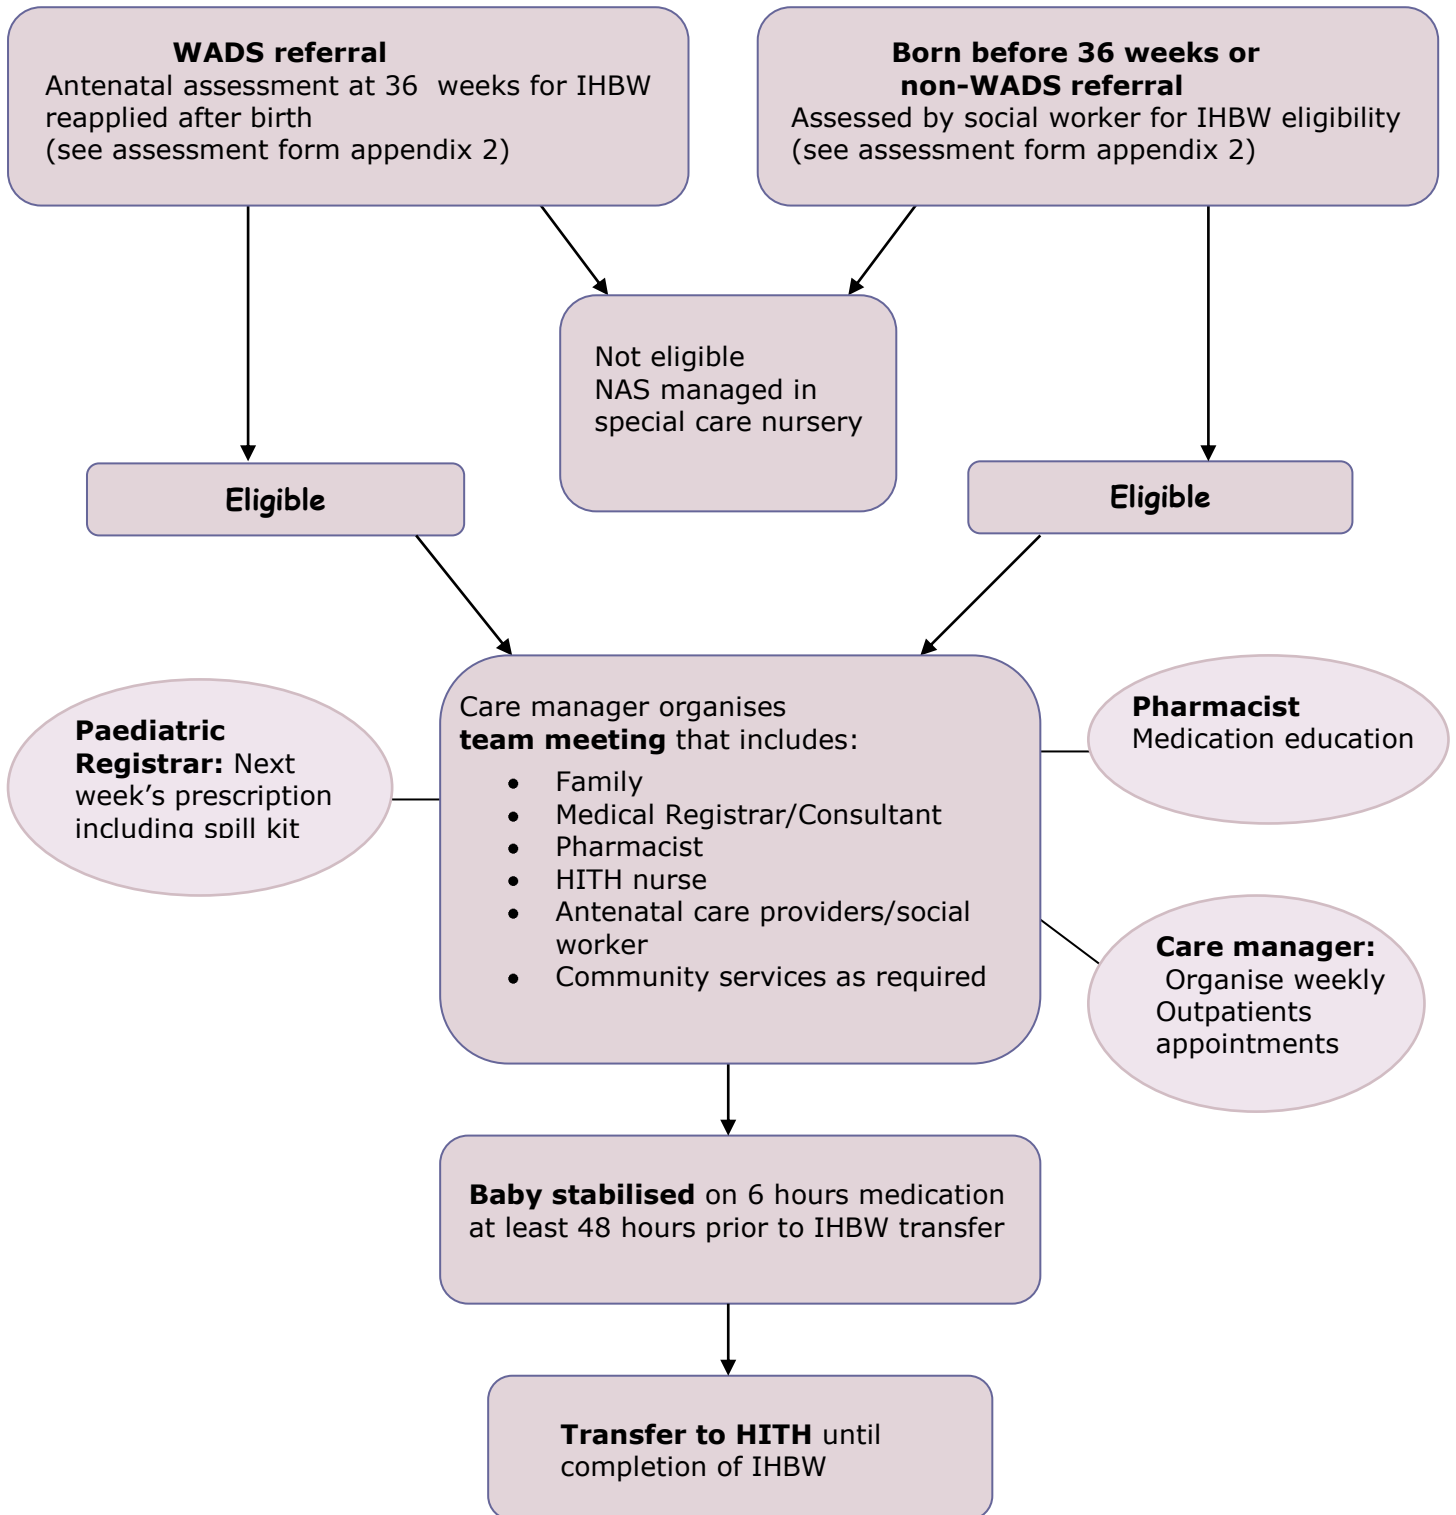 WADS referral
Antenatal assessment at 36 weeks for IHBW
reapplied after birth
(see assessment form appendix 2)
Born before 36 weeks or
non-WADS referral
Assessed by social worker for IHBW eligibility
(see assessment form appendix 2)
Not eligible
NAS managed in
special care nursery
Eligible
Eligible
Paediatric
Registrar: Next
week's prescription
including spill kit
Care manager organises
team meeting that includes:
• Family
• Medical Registrar/Consultant
• Pharmacist
• HITH nurse
• Antenatal care providers/social
worker
• Community services as required
Pharmacist
Medication education
Care manager:
Organise weekly
Outpatients
appointments
Baby stabilised on 6 hours medication
at least 48 hours prior to IHBW transfer
Transfer to HITH until
completion of IHBW